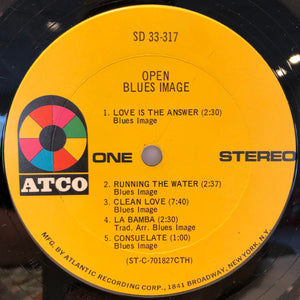 SD 33-317
OPEN
BLUES IMAGE
1. LOVE IS THE ANSWER (2:30)
Blues Image
ONE
STEREO
ATCO
2. RUNNING THE WATER (2:37)
Blues Image
3. CLEAN LOVE (7:40)
Blues Image
4. LA BAMBA (2:30)
Trad. Arr. Blues Image
5. CONSUELATE (1:00)
Blues Image
(ST-C-701827CTH)
MFG. BY ATLANTIC RECORDING CORP., 1841 BROADWAY, NEW YORK, N.Y.